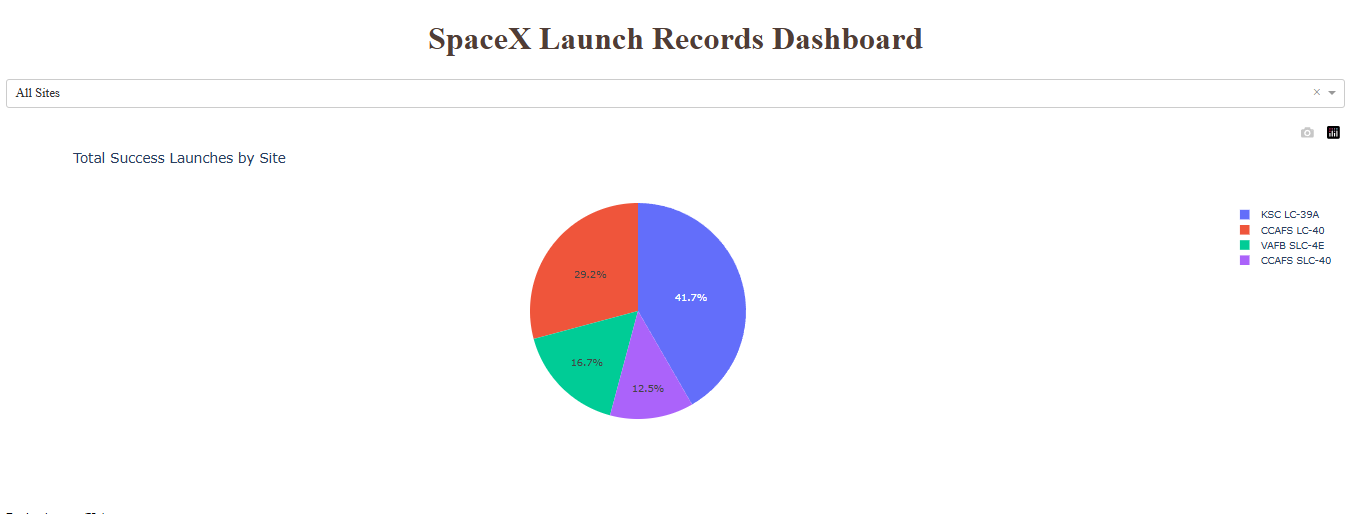 SpaceX Launch Records Dashboard
All Sites
×
Total Success Launches by Site
KSC LC-39A
CCAFS LC-40
VAFB SLC-4E
CCAFS SLC-40
29.2%
41.7%
16.7%
12.5%